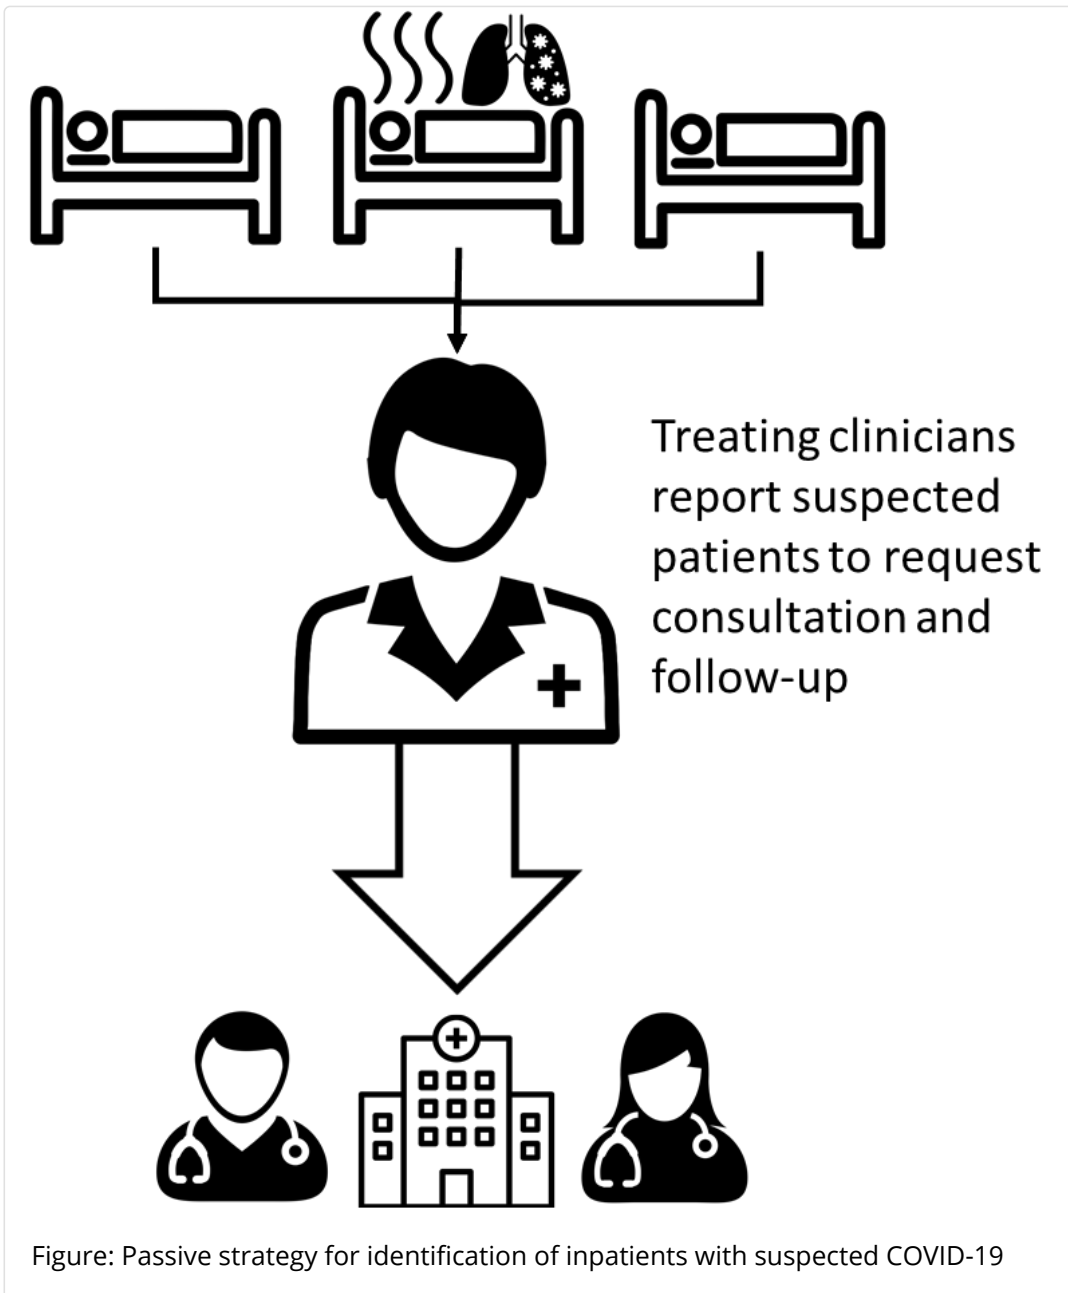 Treating clinicians
report suspected
patients to request
consultation and
follow-up
Figure: Passive strategy for identification of inpatients with suspected COVID-19